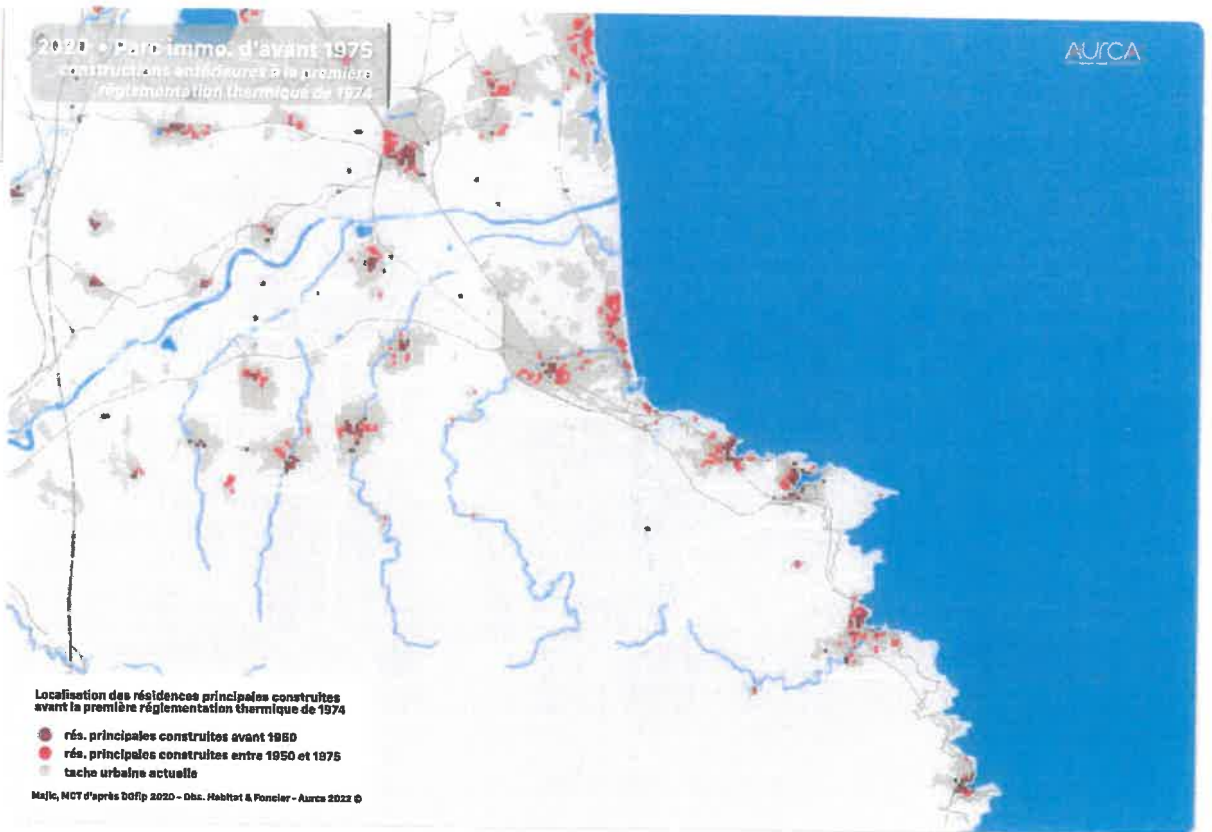 2020 • Parc immo. d'avant 1975
constructions antérieures à la première
réglementation thermique de 1974
AURCA
Localisation des résidences principales construites
avant la première réglementation thermique de 1974
rés. principales construites avant 1950
rés. principales construites entre 1950 et 1975
tache urbaine actuelle
Majic, MCT d'après DGfip 2020 - Obs. Habitat & Foncier - Aurca 2022 ©